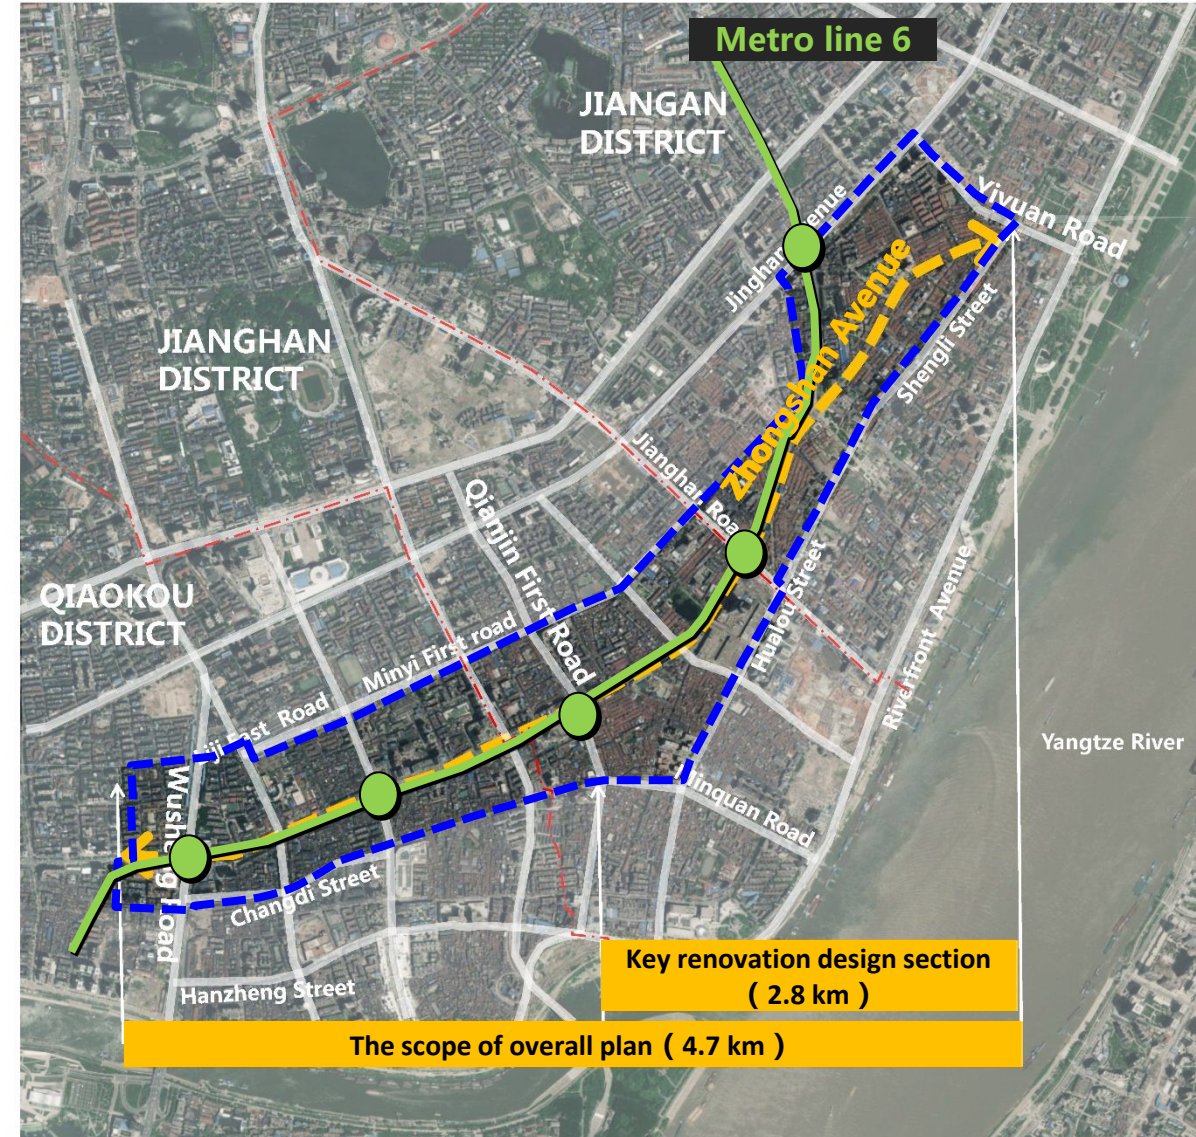 Metro line 6
JIANGAN
DISTRICT
Yiyuan Road
Jinghan Avenue
Zhongshan Avenue
Shengli Street
JIANGHAN
DISTRICT
Jianghan Road
Qianjin First Road
Hualou Street
Riverfront Avenue
QIAOKOU
DISTRICT
Minyi First road
Yangtze River
Liji East Road
Wusheng Road
Minquan Road
Changdi Street
Hanzheng Street
Key renovation design section
( 2.8 km )
The scope of overall plan ( 4.7 km )